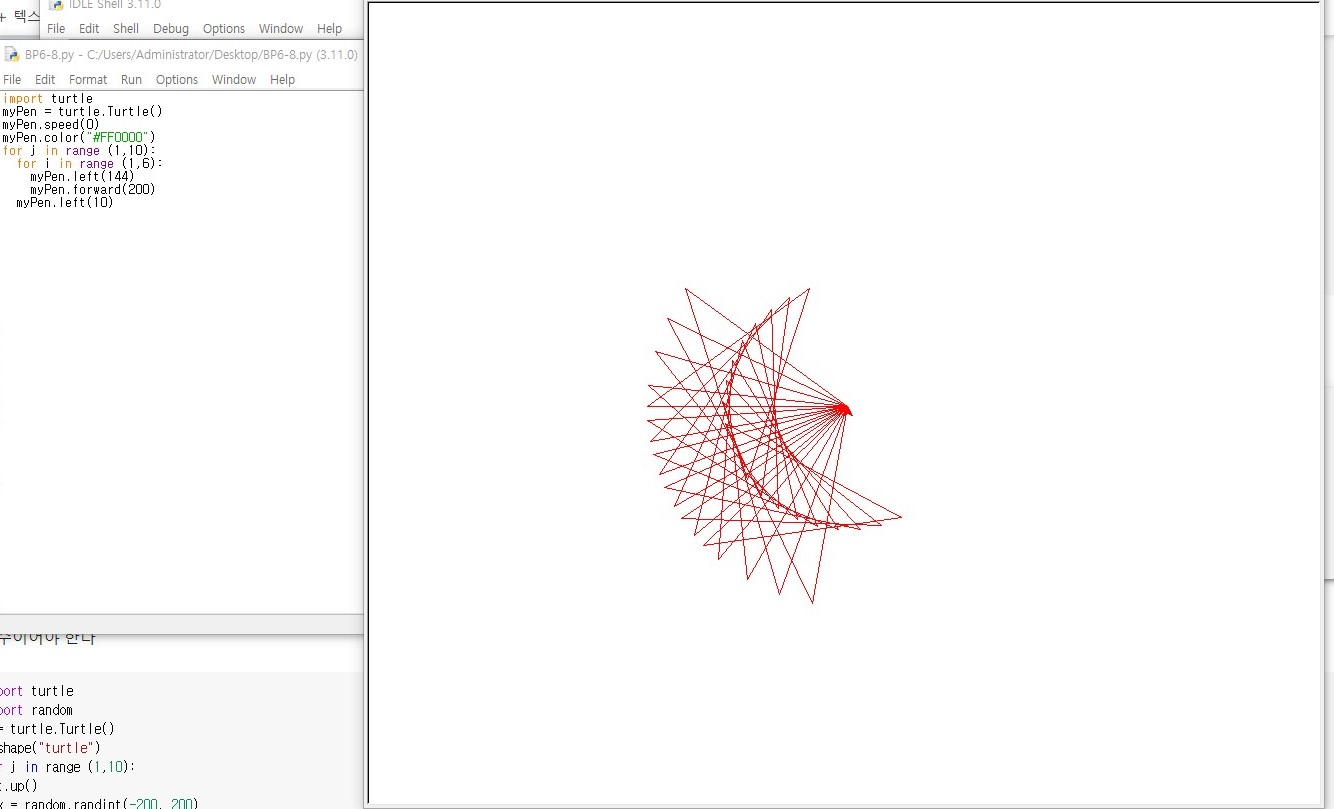 + 텍스
IDLE Shell 3.11.0
File Edit Shell Debug Options Window Help
BP6-8.py - C:/Users/Administrator/Desktop/BP6-8.py (3.11.0)
File Edit Format Run Options Window Help
import turtle
myPen = turtle.Turtle()
myPen.speed(0)
myPen.color("#FF0000")
for j in range (1,10):
  for i in range (1,6):
    myPen.left(144)
    myPen.forward(200)
  myPen.left(10)
한다
port turtle
port random
= turtle.Turtle()
shape("turtle")
r j in range (1,10):
t.up()
x = random.randint(-200, 200)